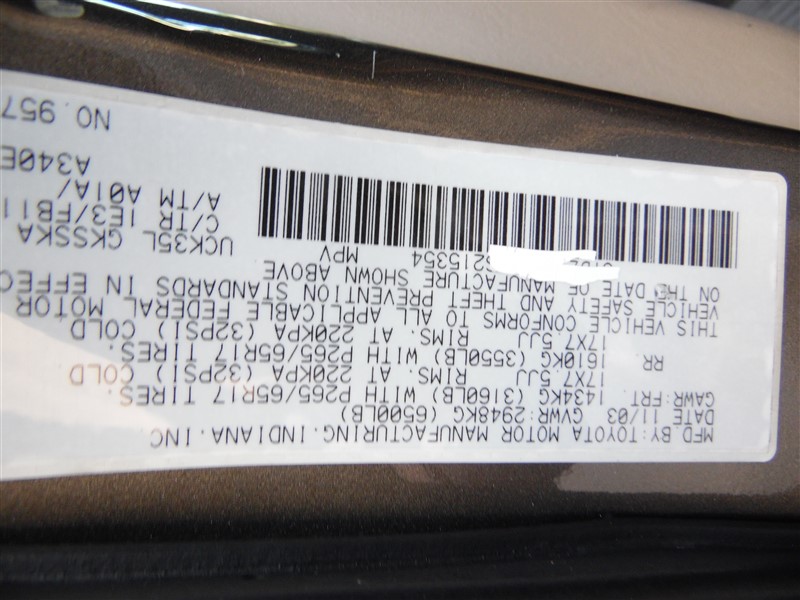 MFD.BY:TOYOTA MOTOR MANUFACTURING.INDIANA.INC.
DATE 11/03 GVWR:2948KG (6500LB)
GAWR:FRT. 1434KG (3160LB) WITH P265/65R17 TIRES.
17X7.5JJ RIMS AT 220KPA (32PSI) COLD
RR. 1610KG (3550LB) WITH P265/65R17 TIRES.
17X7.5JJ RIMS AT 220KPA (32PSI) COLD
THIS VEHICLE CONFORMS TO ALL APPLICABLE FEDERAL MOTOR
VEHICLE SAFETY AND THEFT PREVENTION STANDARDS IN EFFEC
ON THE DATE OF MANUFACTURE SHOWN ABOVE
S215354 MPV
UCK35L GKSSKA
C/TR 1E3/FB11
A/TM A01A/
A340E
NO.957